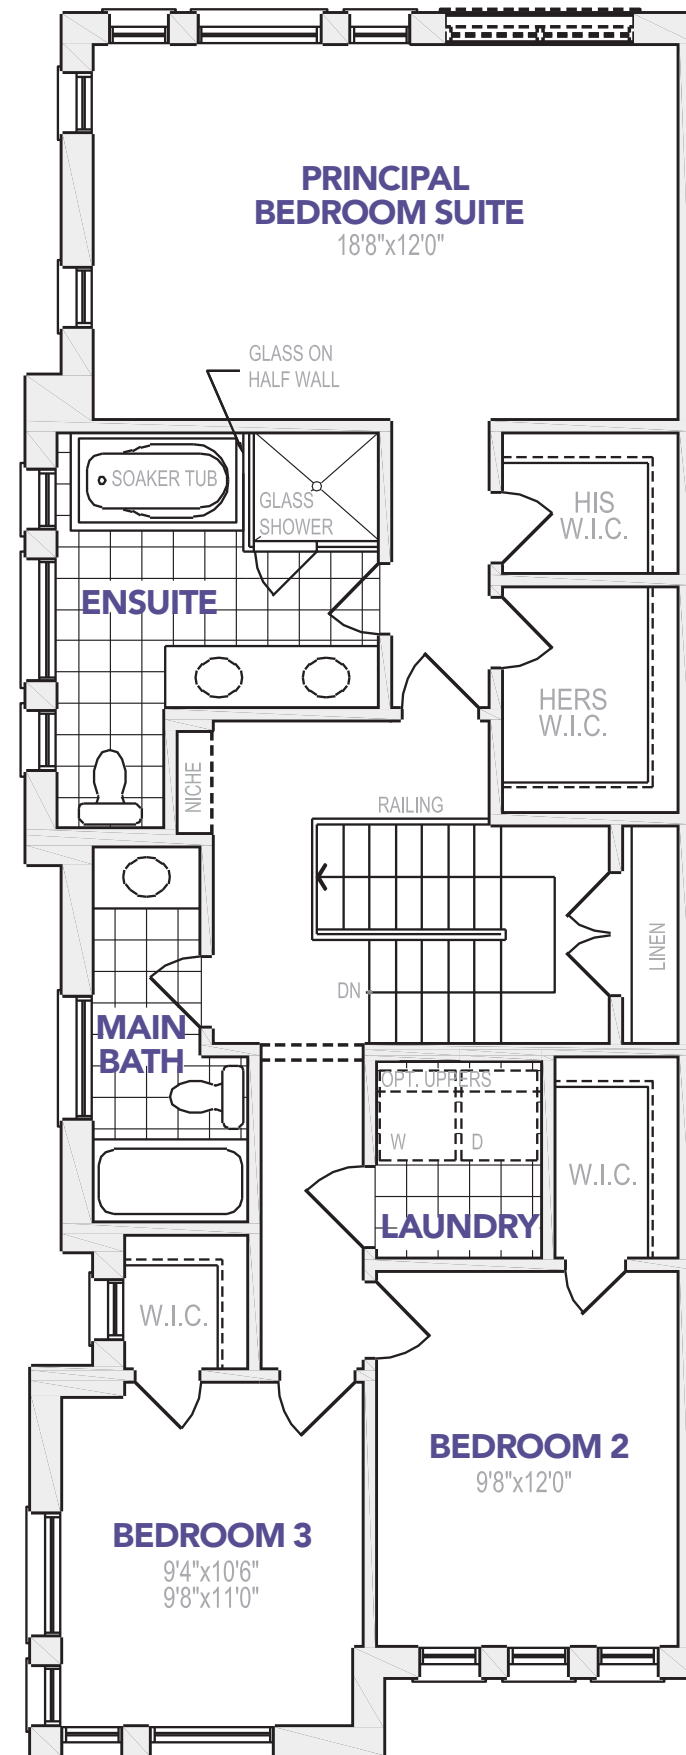 PRINCIPAL
BEDROOM SUITE
18'8"x12'0"
GLASS ON
HALF WALL
SOAKER TUB
GLASS
SHOWER
HIS
W.I.C.
ENSUITE
HERS
W.I.C.
NICHE
RAILING
LINEN
DN
MAIN
BATH
OPT. UPPERS
W
D
W.I.C.
LAUNDRY
W.I.C.
BEDROOM 2
9'8"x12'0"
BEDROOM 3
9'4"x10'6"
9'8"x11'0"